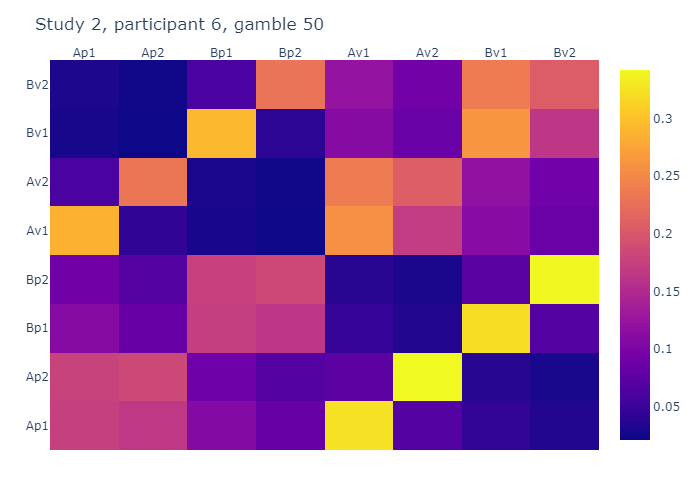 Study 2, participant 6, gamble 50
Ap1 Ap2 Bp1 Bp2 Av1 Av2 Bv1 Bv2
Bv2
Bv1
Av2
Av1
Bp2
Bp1
Ap2
Ap1
0.3
0.25
0.2
0.15
0.1
0.05